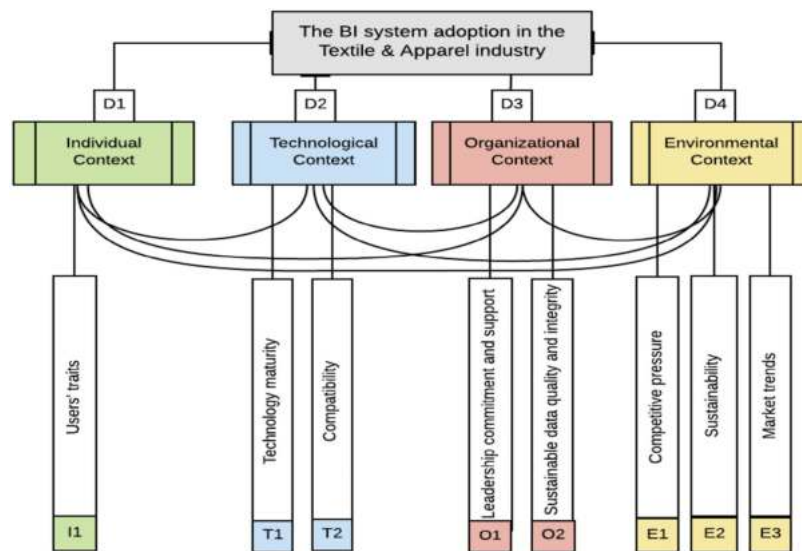 The BI system adoption in the
Textile & Apparel industry
D1
D2
D3
D4
Individual
Context
Technological
Context
Organizational
Context
Environmental
Context
Users' traits
Technology maturity
Compatibility
Leadership commitment and support
Sustainable data quality and integrity
Competitive pressure
Sustainability
Market trends
I1
T1
T2
O1
O2
E1
E2
E3